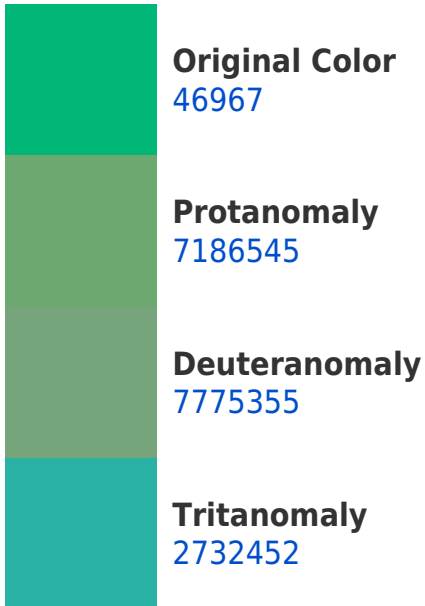 Original Color
46967
Protanomaly
7186545
Deuteranomaly
7775355
Tritanomaly
2732452